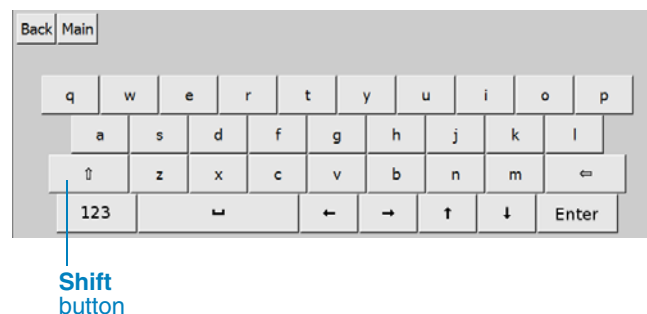 Back Main
q w e r t y u i o p
a s d f g h j k l
⇧ z x c v b n m ⇦
123 ␣ ← → ↑ ↓ Enter
Shift
button